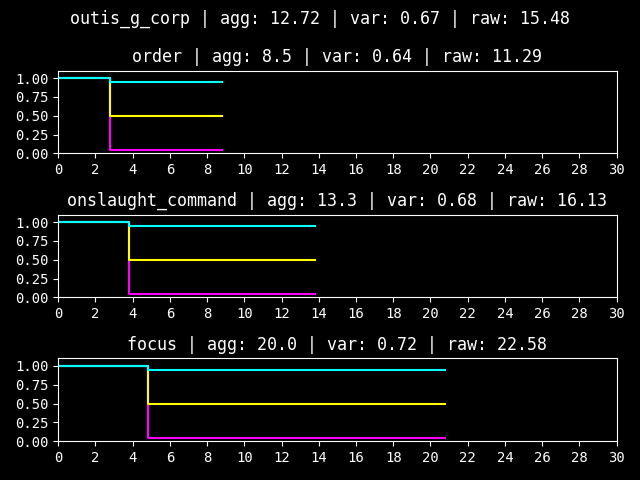 outis_g_corp | agg: 12.72 | var: 0.67 | raw: 15.48
order | agg: 8.5 | var: 0.64 | raw: 11.29
1.00
0.75
0.50
0.25
0.00
0 2 4 6 8 10 12 14 16 18 20 22 24 26 28 30
onslaught_command | agg: 13.3 | var: 0.68 | raw: 16.13
1.00
0.75
0.50
0.25
0.00
0 2 4 6 8 10 12 14 16 18 20 22 24 26 28 30
focus | agg: 20.0 | var: 0.72 | raw: 22.58
1.00
0.75
0.50
0.25
0.00
0 2 4 6 8 10 12 14 16 18 20 22 24 26 28 30